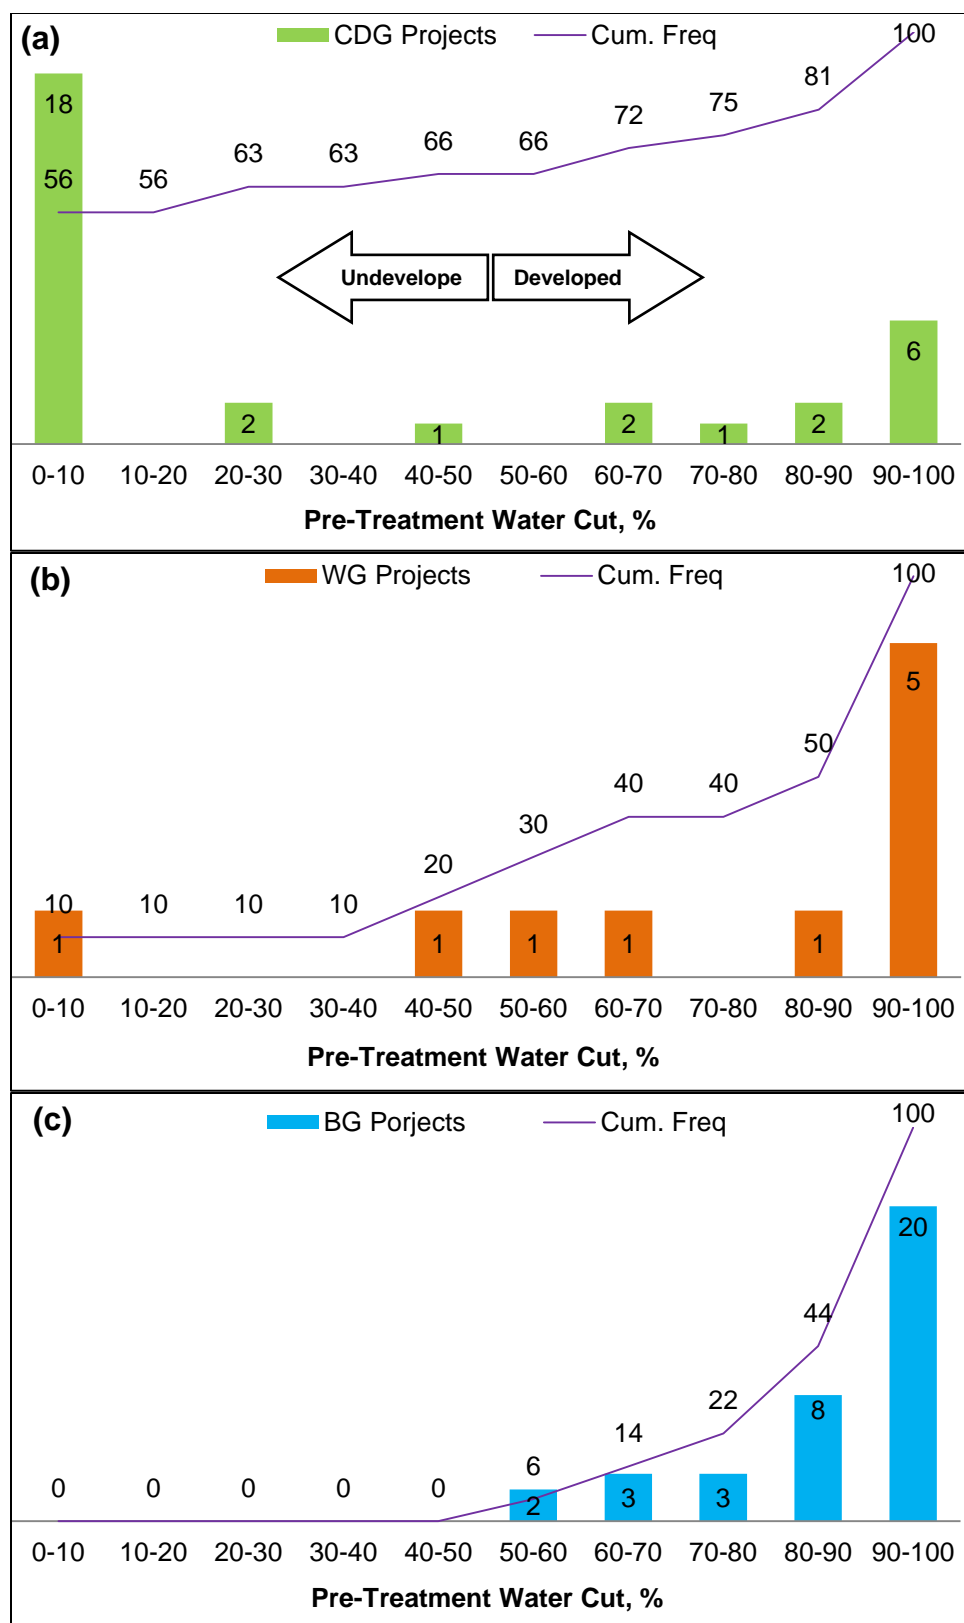 (a) CDG Projects Cum. Freq 100
18
56 56 63 63 66 66 72 75 81
Undevelope Developed
2 1 2 1 2 6
0-10 10-20 20-30 30-40 40-50 50-60 60-70 70-80 80-90 90-100
Pre-Treatment Water Cut, %
(b) WG Projects Cum. Freq 100
10 10 10 10 20 30 40 40 50
1 1 1 1 1 5
0-10 10-20 20-30 30-40 40-50 50-60 60-70 70-80 80-90 90-100
Pre-Treatment Water Cut, %
(c) BG Porjects Cum. Freq 100
0 0 0 0 0 6 14 22 44
2 3 3 8 20
0-10 10-20 20-30 30-40 40-50 50-60 60-70 70-80 80-90 90-100
Pre-Treatment Water Cut, %